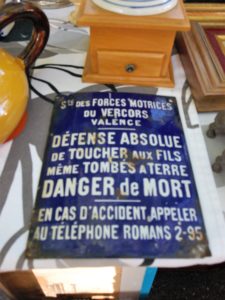 Sté DES FORCES MOTRICES
DU VERCORS
VALENCE
DÉFENSE ABSOLUE
DE TOUCHER AUX FILS
MÊME TOMBÉS A TERRE
DANGER de MORT
EN CAS D'ACCIDENT, APPELER
AU TÉLÉPHONE ROMANS 2-95